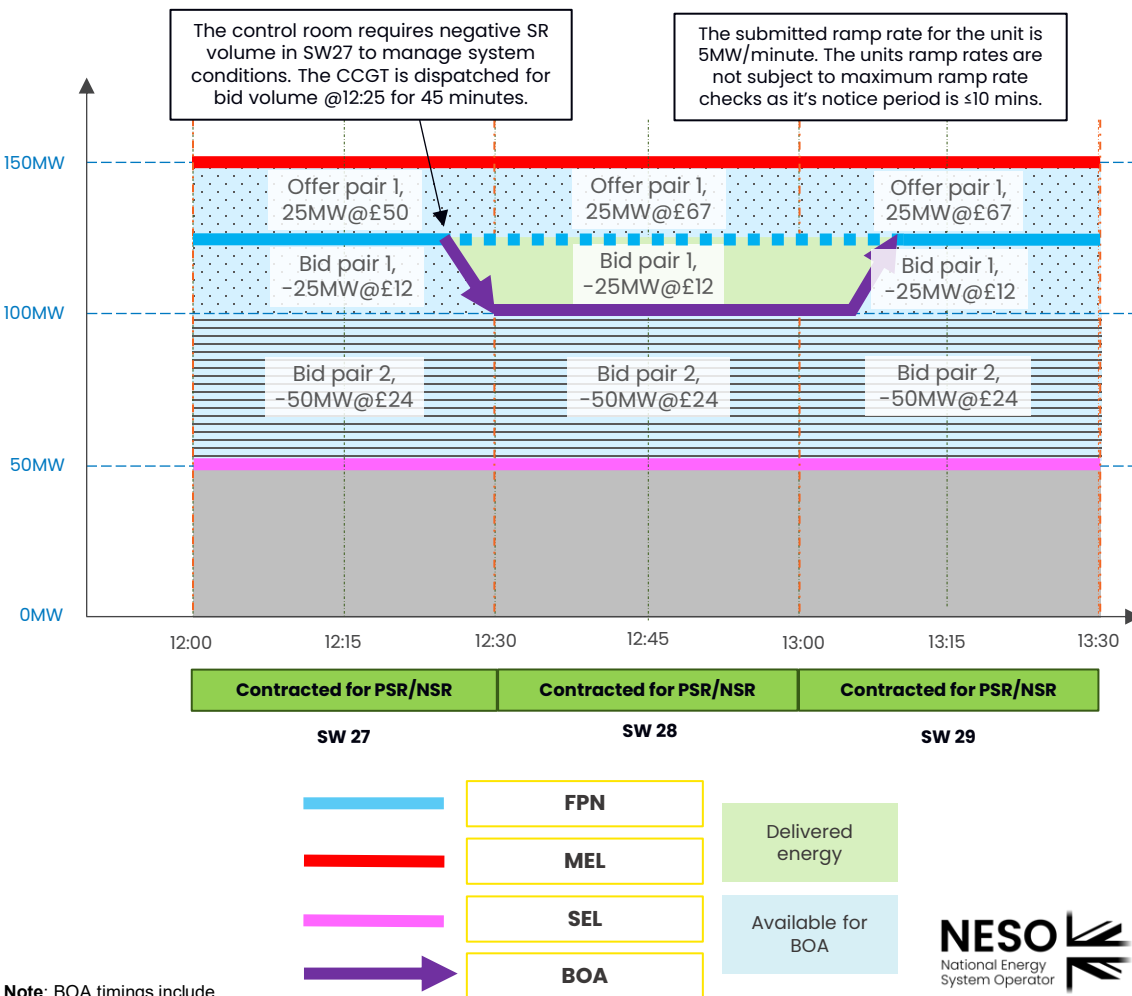 The control room requires negative SR
volume in SW27 to manage system
conditions. The CCGT is dispatched for
bid volume @12:25 for 45 minutes.
The submitted ramp rate for the unit is
5MW/minute. The units ramp rates are
not subject to maximum ramp rate
checks as it’s notice period is ≤10 mins.
150MW
Offer pair 1,
25MW@£50
Offer pair 1,
25MW@£67
Offer pair 1,
25MW@£67
Bid pair 1,
-25MW@£12
Bid pair 1,
-25MW@£12
Bid pair 1,
-25MW@£12
100MW
Bid pair 2,
-50MW@£24
Bid pair 2,
-50MW@£24
Bid pair 2,
-50MW@£24
50MW
0MW
12:00 12:15 12:30 12:45 13:00 13:15 13:30
Contracted for PSR/NSR Contracted for PSR/NSR Contracted for PSR/NSR
SW 27 SW 28 SW 29
FPN
MEL
SEL
BOA
Delivered
energy
Available for
BOA
NESO
National Energy
System Operator
Note: BOA timings include